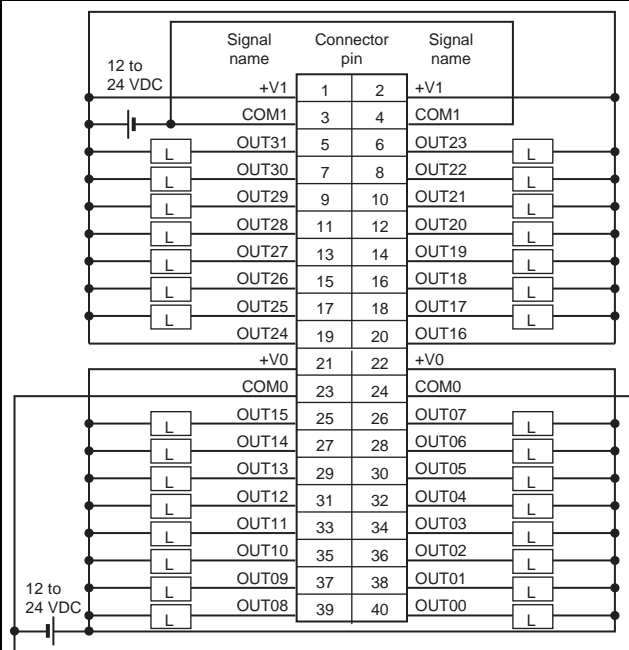 Signal name Connector pin Signal name
12 to
24 VDC
+V1 1 2 +V1
COM1 3 4 COM1
L OUT31 5 6 OUT23 L
L OUT30 7 8 OUT22 L
L OUT29 9 10 OUT21 L
L OUT28 11 12 OUT20 L
L OUT27 13 14 OUT19 L
L OUT26 15 16 OUT18 L
L OUT25 17 18 OUT17 L
OUT24 19 20 OUT16
+V0 21 22 +V0
COM0 23 24 COM0
L OUT15 25 26 OUT07 L
L OUT14 27 28 OUT06 L
L OUT13 29 30 OUT05 L
L OUT12 31 32 OUT04 L
L OUT11 33 34 OUT03 L
L OUT10 35 36 OUT02 L
L OUT09 37 38 OUT01 L
12 to
24 VDC
L OUT08 39 40 OUT00 L